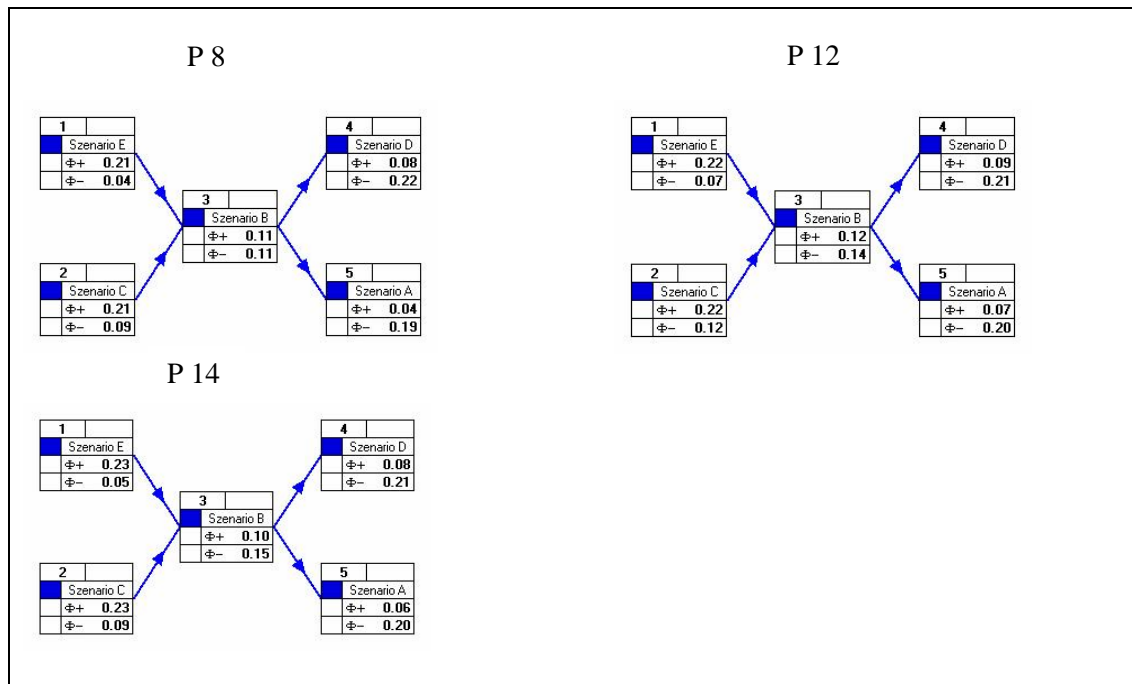 P 8
1
Szenario E
Φ+ 0.21
Φ− 0.04
2
Szenario C
Φ+ 0.21
Φ− 0.09
3
Szenario B
Φ+ 0.11
Φ− 0.11
4
Szenario D
Φ+ 0.08
Φ− 0.22
5
Szenario A
Φ+ 0.04
Φ− 0.19
P 12
1
Szenario E
Φ+ 0.22
Φ− 0.07
2
Szenario C
Φ+ 0.22
Φ− 0.12
3
Szenario B
Φ+ 0.12
Φ− 0.14
4
Szenario D
Φ+ 0.09
Φ− 0.21
5
Szenario A
Φ+ 0.07
Φ− 0.20
P 14
1
Szenario E
Φ+ 0.23
Φ− 0.05
2
Szenario C
Φ+ 0.23
Φ− 0.09
3
Szenario B
Φ+ 0.10
Φ− 0.15
4
Szenario D
Φ+ 0.08
Φ− 0.21
5
Szenario A
Φ+ 0.06
Φ− 0.20